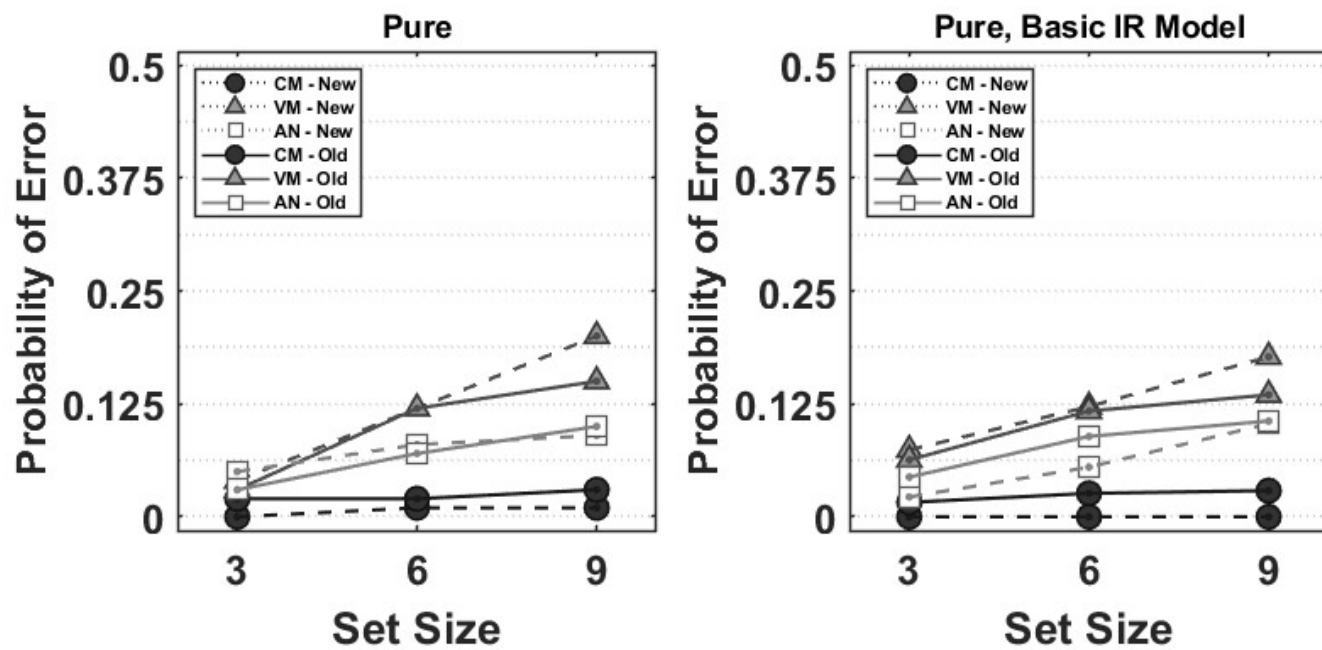 Pure
Probability of Error
0.5
0.375
0.25
0.125
0
CM - New
VM - New
AN - New
CM - Old
VM - Old
AN - Old
3 6 9
Set Size
Pure, Basic IR Model
Probability of Error
0.5
0.375
0.25
0.125
0
CM - New
VM - New
AN - New
CM - Old
VM - Old
AN - Old
3 6 9
Set Size